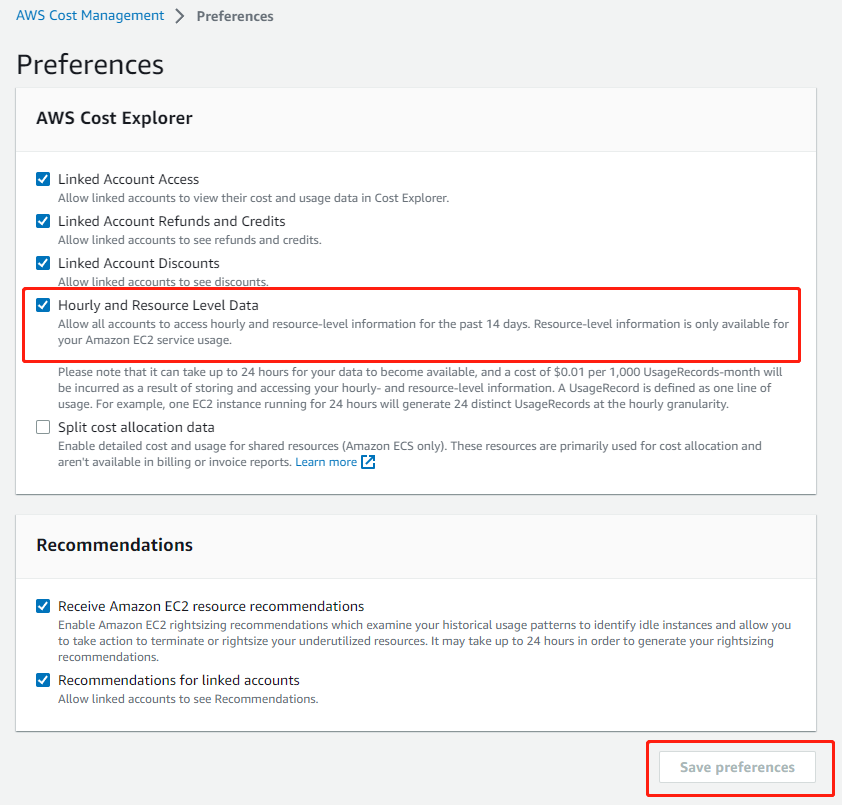 AWS Cost Management > Preferences
Preferences
AWS Cost Explorer
Linked Account Access
Allow linked accounts to view their cost and usage data in Cost Explorer.
Linked Account Refunds and Credits
Allow linked accounts to see refunds and credits.
Linked Account Discounts
Allow linked accounts to see discounts.
Hourly and Resource Level Data
Allow all accounts to access hourly and resource-level information for the past 14 days. Resource-level information is only available for
your Amazon EC2 service usage.
Please note that it can take up to 24 hours for your data to become available, and a cost of $0.01 per 1,000 UsageRecords-month will
be incurred as a result of storing and accessing your hourly- and resource-level information. A UsageRecord is defined as one line of
usage. For example, one EC2 instance running for 24 hours will generate 24 distinct UsageRecords at the hourly granularity.
Split cost allocation data
Enable detailed cost and usage for shared resources (Amazon ECS only). These resources are primarily used for cost allocation and
aren't available in billing or invoice reports. Learn more
Recommendations
Receive Amazon EC2 resource recommendations
Enable Amazon EC2 rightsizing recommendations which examine your historical usage patterns to identify idle instances and allow you
to take action to terminate or rightsize your underutilized resources. It may take up to 24 hours in order to generate your rightsizing
recommendations.
Recommendations for linked accounts
Allow linked accounts to see Recommendations.
Save preferences